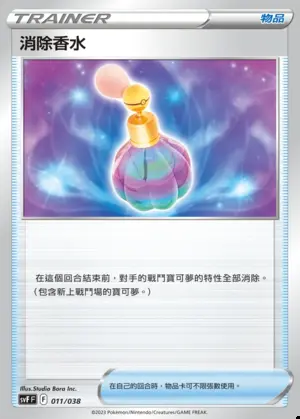 TRAINER 物品
消除香水
在這個回合結束前,對手的戰鬥寶可夢的特性全部消除。
(包含新上戰鬥場的寶可夢。)
Illus.Studio Bora Inc.
svF F F 011/038
在自己的回合時,物品卡可不限張數使用。
©2023 Pokémon/Nintendo/Creatures/GAME FREAK.